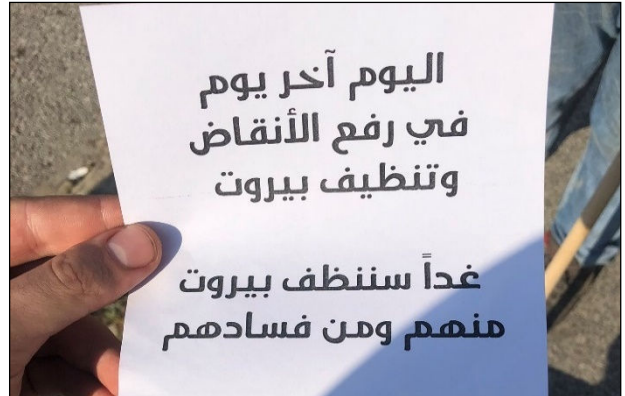 اليوم آخر يوم
في رفع الأنقاض
وتنظيف بيروت
غداً سننظف بيروت
منهم ومن فسادهم